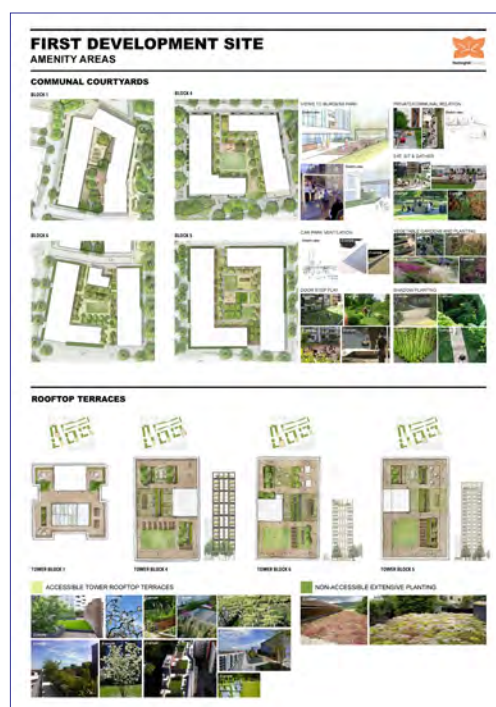 FIRST DEVELOPMENT SITE
AMENITY AREAS
COMMUNAL COURTYARDS
BLOCK 1
BLOCK 4
VIEWS TO BURGESS PARK
PRIVATE/COMMUNAL RELATION
EAT, SIT & GATHER
BLOCK 6
BLOCK 5
CAR PARK VENTILATION
VEGETABLE GARDENS AND PLANTING
DOOR STEP PLAY
SHADOW PLANTING
ROOFTOP TERRACES
TOWER BLOCK 1
TOWER BLOCK 4
TOWER BLOCK 6
TOWER BLOCK 5
ACCESSIBLE TOWER ROOFTOP TERRACES
NON-ACCESSIBLE EXTENSIVE PLANTING